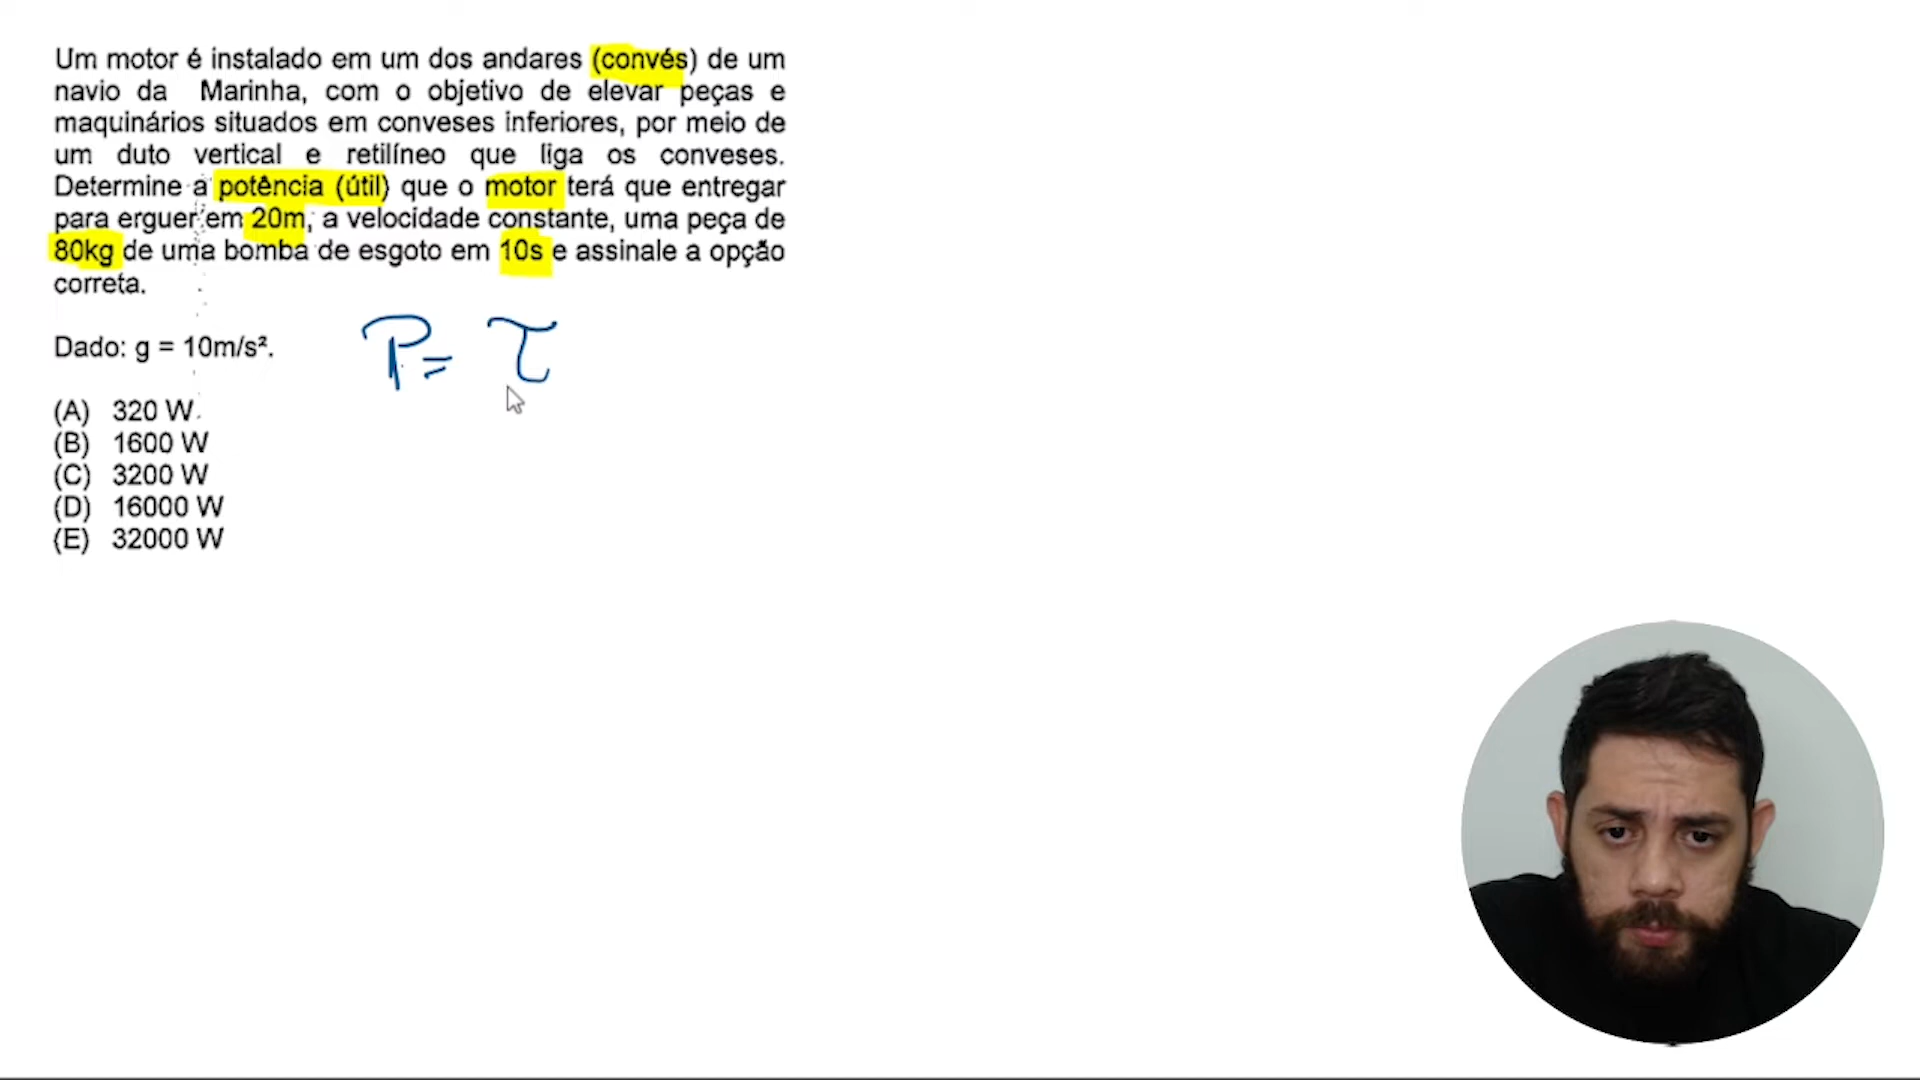 Um motor é instalado em um dos andares (convés) de um
navio da Marinha, com o objetivo de elevar peças e
maquinários situados em conveses inferiores, por meio de
um duto vertical e retilíneo que liga os conveses.
Determine a potência (útil) que o motor terá que entregar
para erguer em 20m, a velocidade constante, uma peça de
80kg de uma bomba de esgoto em 10s e assinale a opção
correta.
Dado: g = 10m/s².
P = τ
(A) 320 W
(B) 1600 W
(C) 3200 W
(D) 16000 W
(E) 32000 W